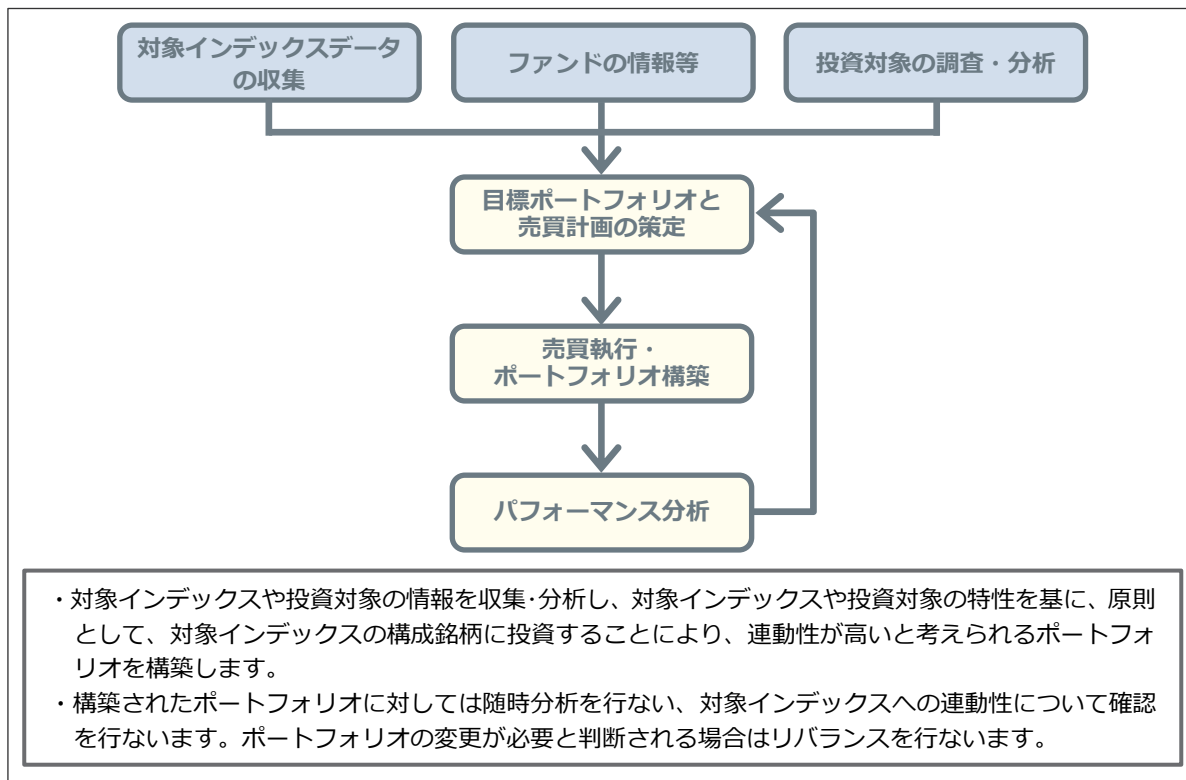 対象インデックスデータ
の収集
ファンドの情報等
投資対象の調査・分析
目標ポートフォリオと
売買計画の策定
売買執行・
ポートフォリオ構築
パフォーマンス分析
・対象インデックスや投資対象の情報を収集・分析し、対象インデックスや投資対象の特性を基に、原則
として、対象インデックスの構成銘柄に投資することにより、連動性が高いと考えられるポートフォ
リオを構築します。
・構築されたポートフォリオに対しては随時分析を行ない、対象インデックスへの連動性について確認
を行ないます。ポートフォリオの変更が必要と判断される場合はリバランスを行ないます。